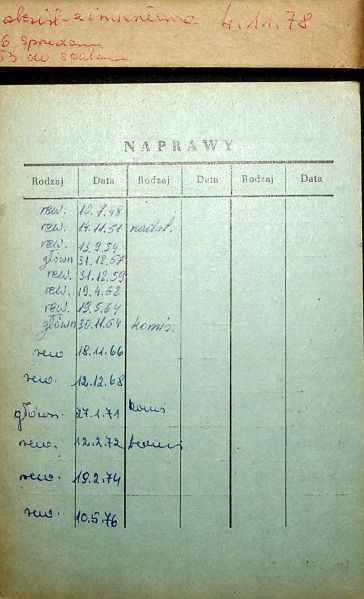 4.11.78
NAPRAWY
Rodzaj Data Rodzaj Data Rodzaj Data
rew. 10.7.48
rew. 14.11.51
rew. 13.9.54
główn 31.12.57
rew. 31.12.59
rew. 19.4.62
rew. 19.5.64
główn 30.11.64 komis.
rew. 18.11.66
rew. 12.12.68
główn. 27.1.71
rew. 12.2.72
rew. 19.2.74
rew. 10.5.76